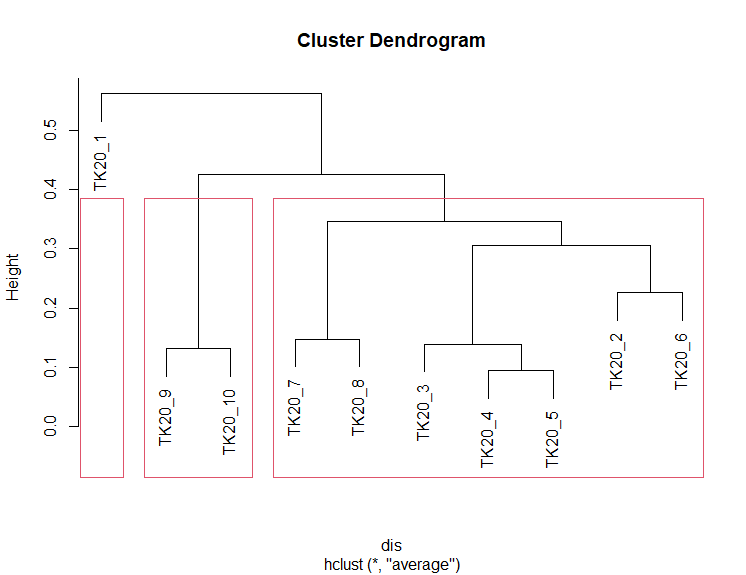 Cluster Dendrogram
Height
0.0
0.1
0.2
0.3
0.4
0.5
TK20_1
TK20_9
TK20_10
TK20_7
TK20_8
TK20_3
TK20_4
TK20_5
TK20_2
TK20_6
dis
hclust (*, "average")